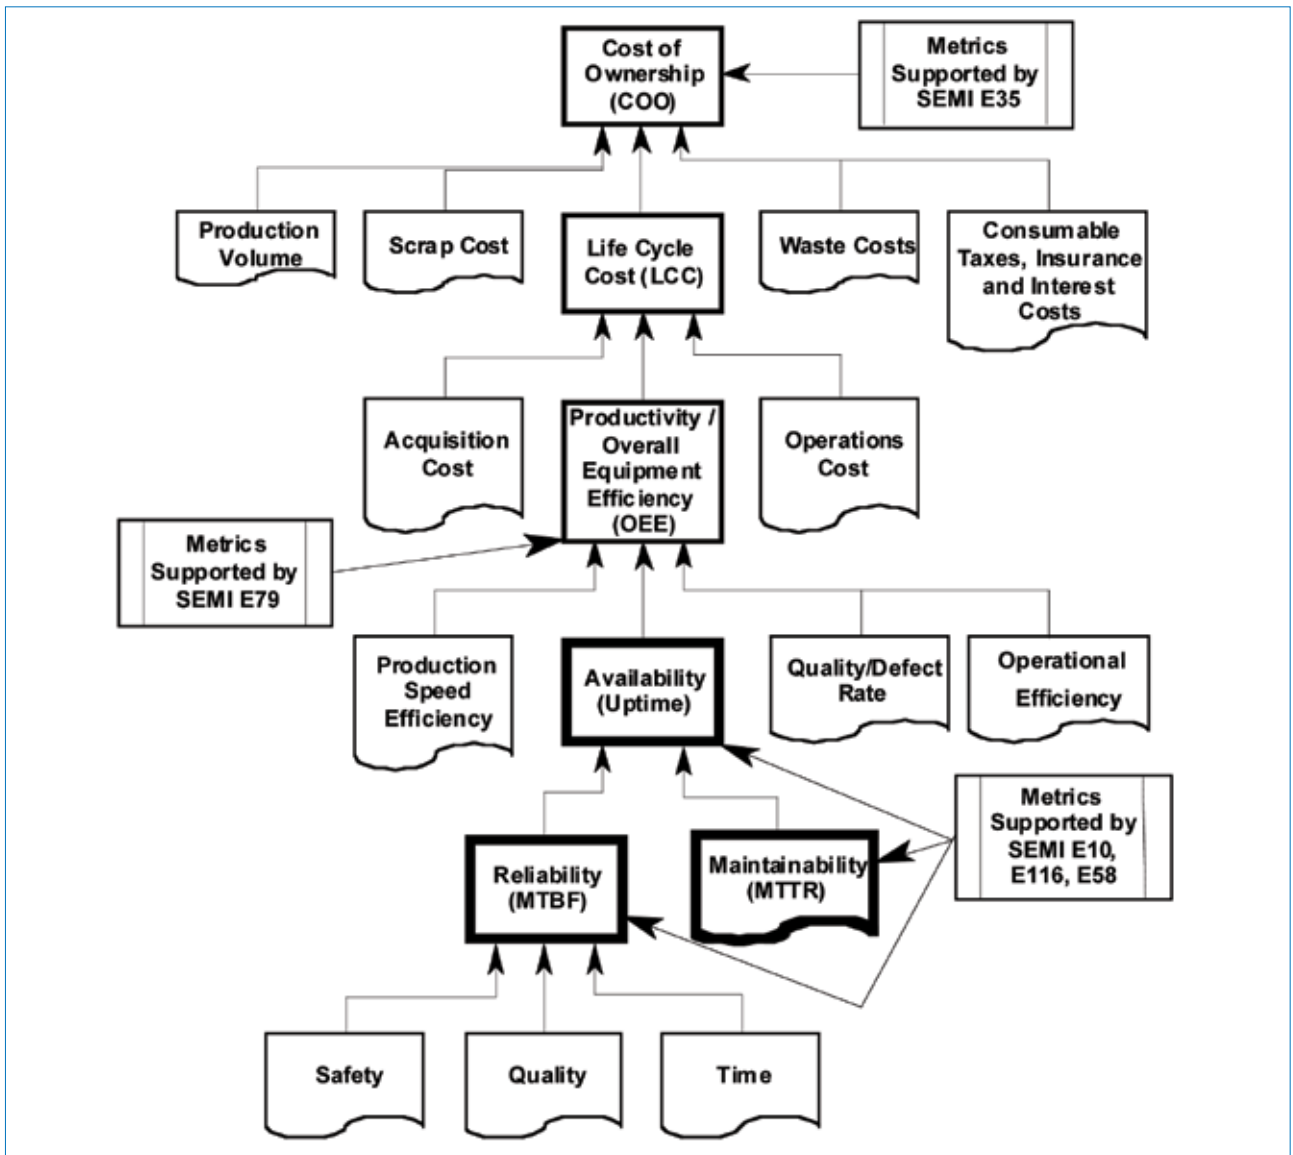 Cost of
Ownership
(COO)
Metrics
Supported by
SEMI E35
Production
Volume
Scrap Cost
Life Cycle
Cost (LCC)
Waste Costs
Consumable
Taxes, Insurance
and Interest
Costs
Acquisition
Cost
Productivity /
Overall
Equipment
Efficiency
(OEE)
Operations
Cost
Metrics
Supported by
SEMI E79
Production
Speed
Efficiency
Availability
(Uptime)
Quality/Defect
Rate
Operational
Efficiency
Metrics
Supported by
SEMI E10,
E116, E58
Reliability
(MTBF)
Maintainability
(MTTR)
Safety
Quality
Time